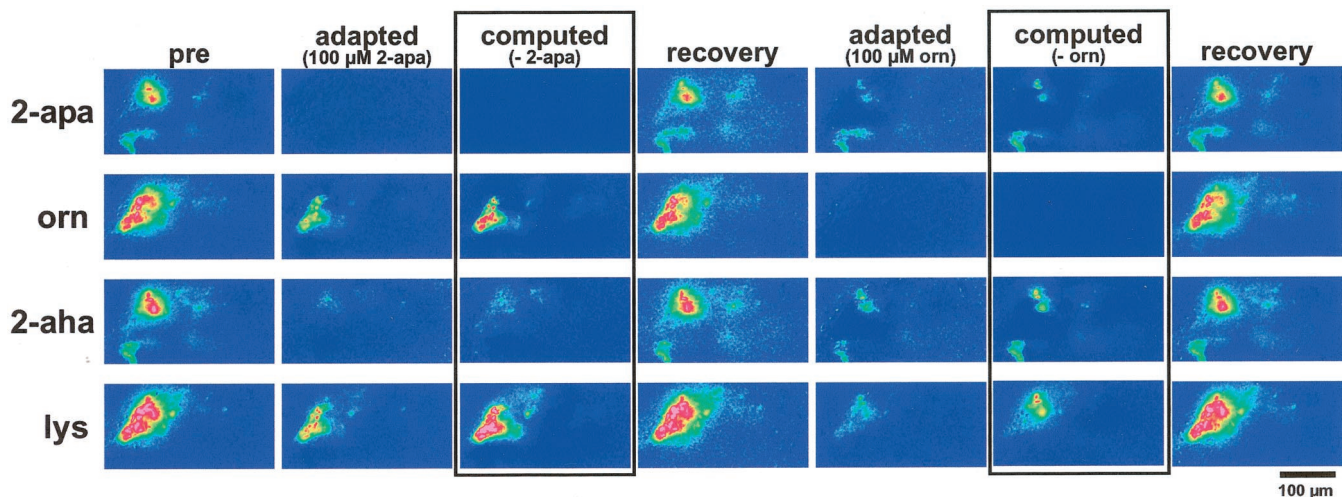 pre
adapted
(100 µM 2-apa)
computed
(- 2-apa)
recovery
adapted
(100 µM orn)
computed
(- orn)
recovery
2-apa
orn
2-aha
lys
100 µm